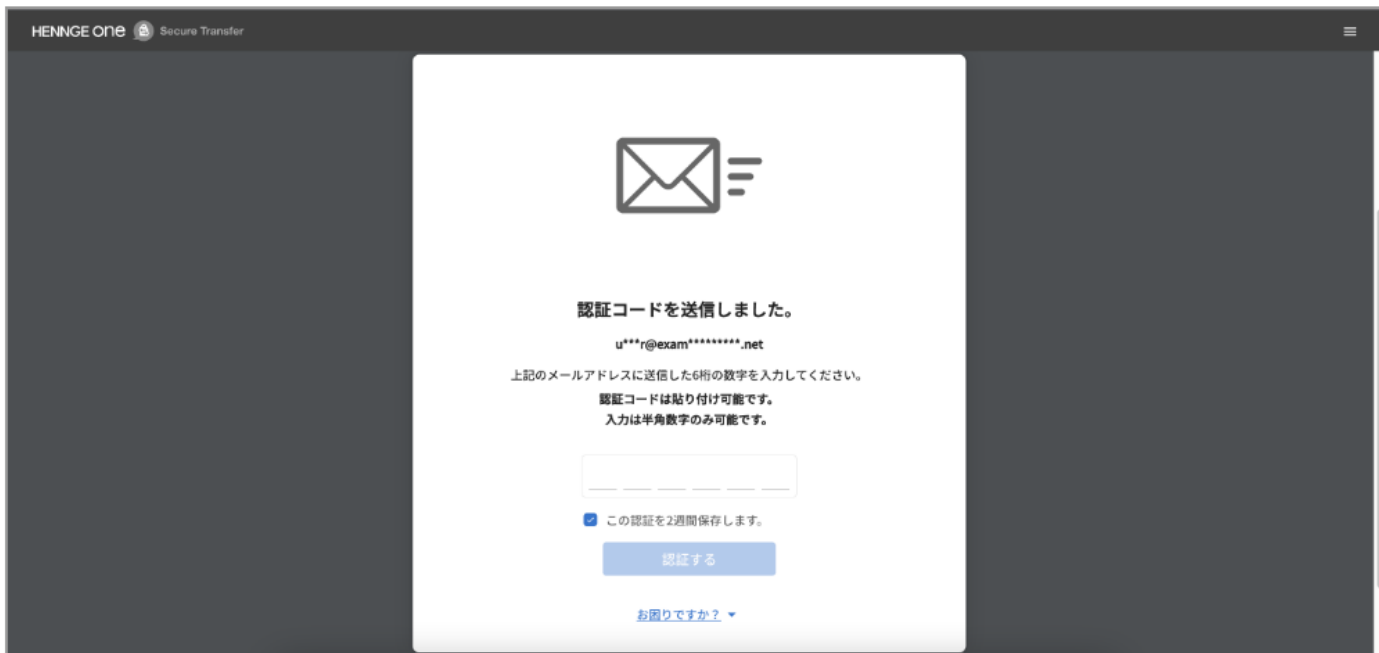 HENNGE one Secure Transfer
認証コードを送信しました。
u***r@exam*********.net
上記のメールアドレスに送信した6桁の数字を入力してください。
認証コードは貼り付け可能です。
入力は半角数字のみ可能です。
この認証を2週間保存します。
認証する
お困りですか？